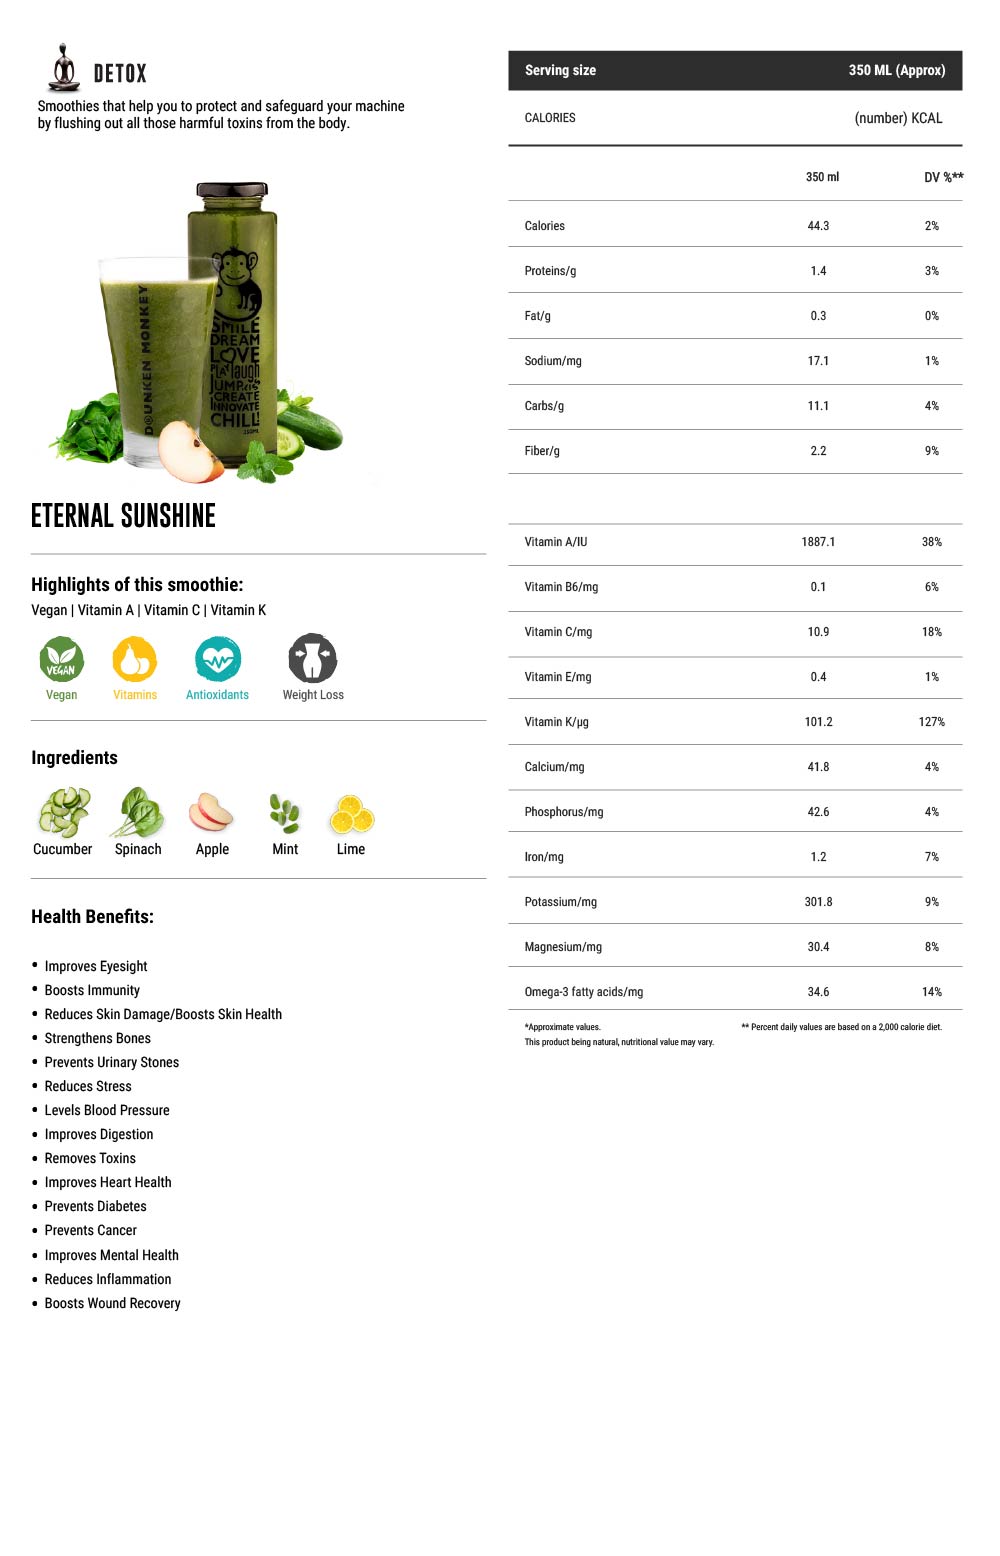 DETOX
Smoothies that help you to protect and safeguard your machine
by flushing out all those harmful toxins from the body.
DRUNKEN MONKEY
SMILE
DREAM
LOVE
PLAY laugh
JUMP KISS
CREATE
INNOVATE
CHILL!
250ML
ETERNAL SUNSHINE
Highlights of this smoothie:
Vegan | Vitamin A | Vitamin C | Vitamin K
VEGAN
Vegan Vitamins Antioxidants Weight Loss
Ingredients
Cucumber Spinach Apple Mint Lime
Health Benefits:
• Improves Eyesight
• Boosts Immunity
• Reduces Skin Damage/Boosts Skin Health
• Strengthens Bones
• Prevents Urinary Stones
• Reduces Stress
• Levels Blood Pressure
• Improves Digestion
• Removes Toxins
• Improves Heart Health
• Prevents Diabetes
• Prevents Cancer
• Improves Mental Health
• Reduces Inflammation
• Boosts Wound Recovery
Serving size 350 ML (Approx)
CALORIES (number) KCAL
350 ml DV %**
Calories 44.3 2%
Proteins/g 1.4 3%
Fat/g 0.3 0%
Sodium/mg 17.1 1%
Carbs/g 11.1 4%
Fiber/g 2.2 9%
Vitamin A/IU 1887.1 38%
Vitamin B6/mg 0.1 6%
Vitamin C/mg 10.9 18%
Vitamin E/mg 0.4 1%
Vitamin K/µg 101.2 127%
Calcium/mg 41.8 4%
Phosphorus/mg 42.6 4%
Iron/mg 1.2 7%
Potassium/mg 301.8 9%
Magnesium/mg 30.4 8%
Omega-3 fatty acids/mg 34.6 14%
*Approximate values. ** Percent daily values are based on a 2,000 calorie diet.
This product being natural, nutritional value may vary.